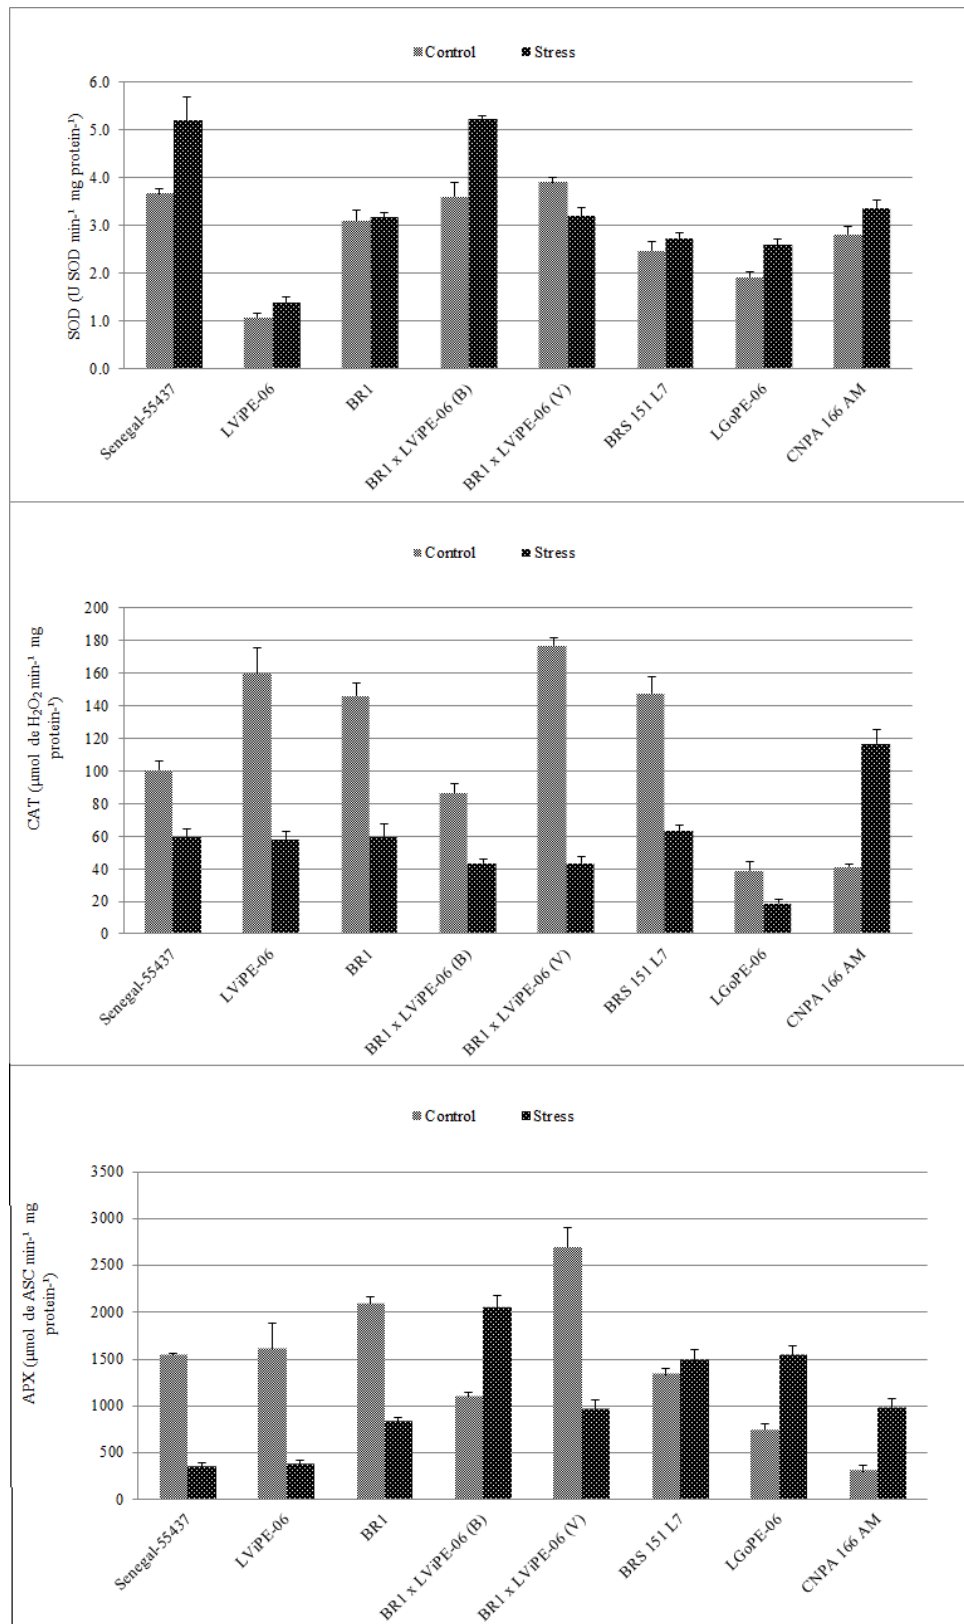 Control Stress
SOD (U SOD min-¹ mg protein-¹)
6.0
5.0
4.0
3.0
2.0
1.0
0.0
Senegal-55437
LViPE-06
BR1
BR1 x LViPE-06 (B)
BR1 x LViPE-06 (V)
BRS 151 L7
LGoPE-06
CNPA 166 AM
Control Stress
CAT (µmol de H₂O₂ min-¹ mg
protein-¹)
200
180
160
140
120
100
80
60
40
20
0
Senegal-55437
LViPE-06
BR1
BR1 x LViPE-06 (B)
BR1 x LViPE-06 (V)
BRS 151 L7
LGoPE-06
CNPA 166 AM
Control Stress
APX (µmol de ASC min-¹ mg
protein-¹)
3500
3000
2500
2000
1500
1000
500
0
Senegal-55437
LViPE-06
BR1
BR1 x LViPE-06 (B)
BR1 x LViPE-06 (V)
BRS 151 L7
LGoPE-06
CNPA 166 AM